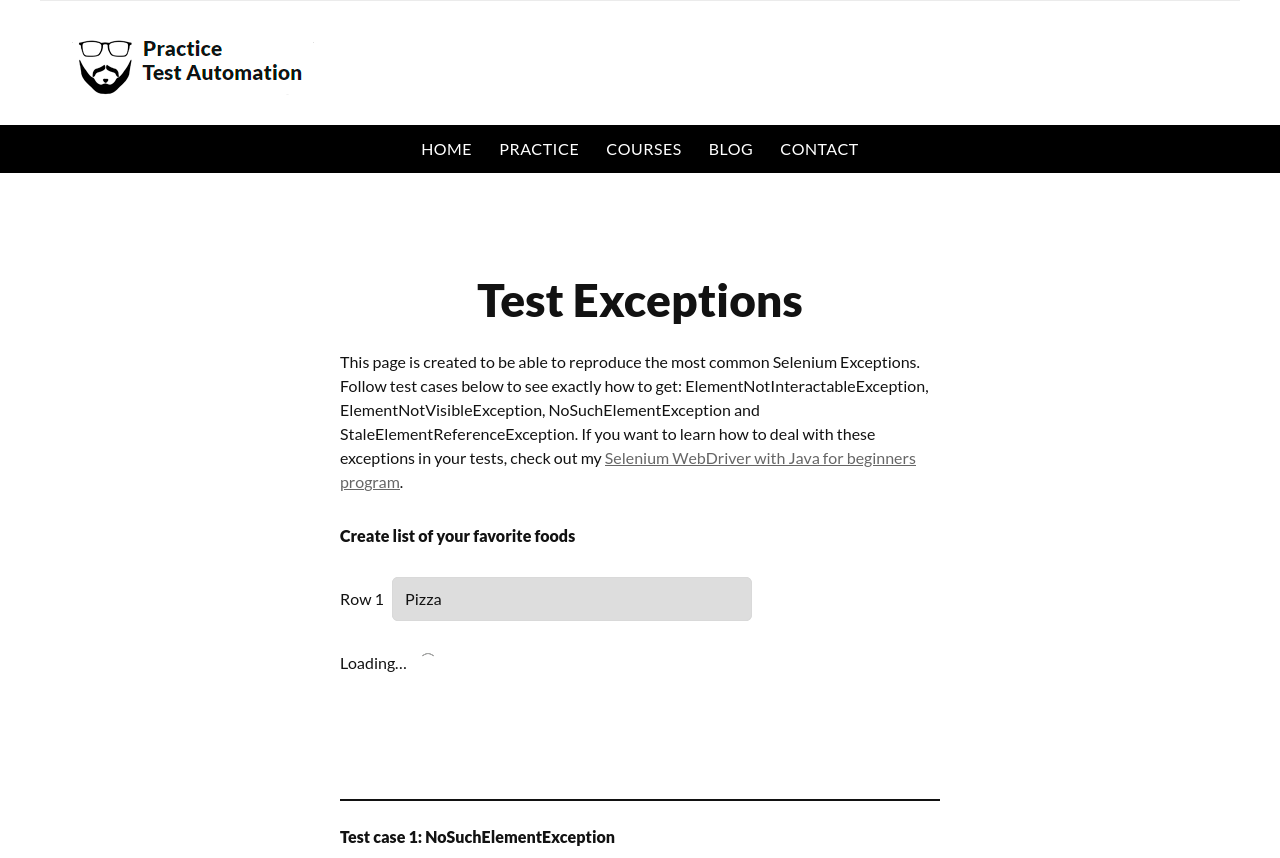 Practice
Test Automation
HOME PRACTICE COURSES BLOG CONTACT
Test Exceptions
This page is created to be able to reproduce the most common Selenium Exceptions.
Follow test cases below to see exactly how to get: ElementNotInteractableException,
ElementNotVisibleException, NoSuchElementException and
StaleElementReferenceException. If you want to learn how to deal with these
exceptions in your tests, check out my Selenium WebDriver with Java for beginners
program.
Create list of your favorite foods
Row 1 Pizza
Loading...
Test case 1: NoSuchElementException